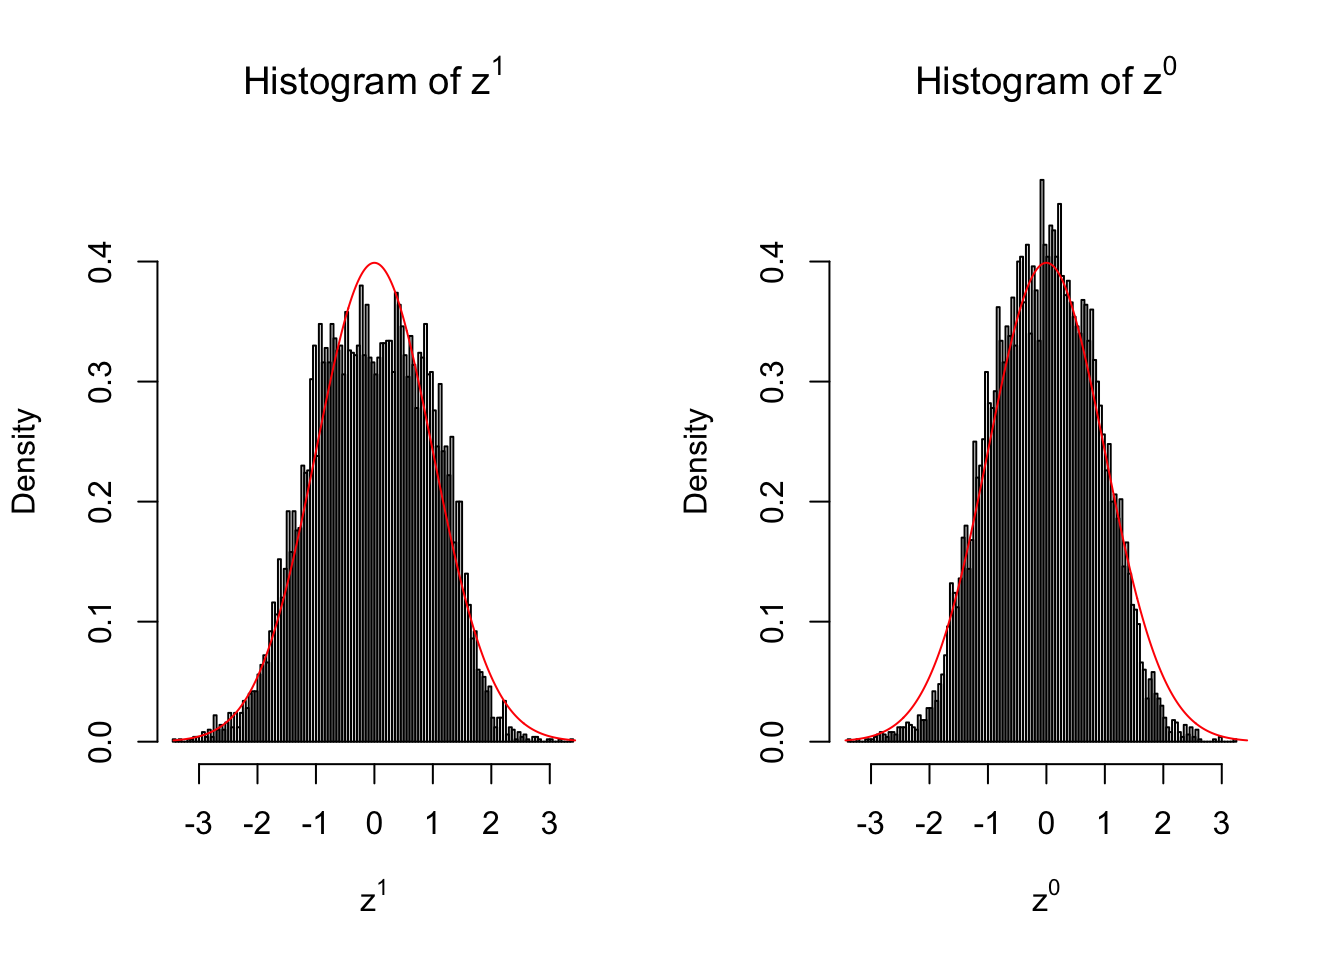 Histogram of z¹
Density
0.0 0.1 0.2 0.3 0.4
-3 -2 -1 0 1 2 3
z¹
Histogram of z⁰
Density
0.0 0.1 0.2 0.3 0.4
-3 -2 -1 0 1 2 3
z⁰